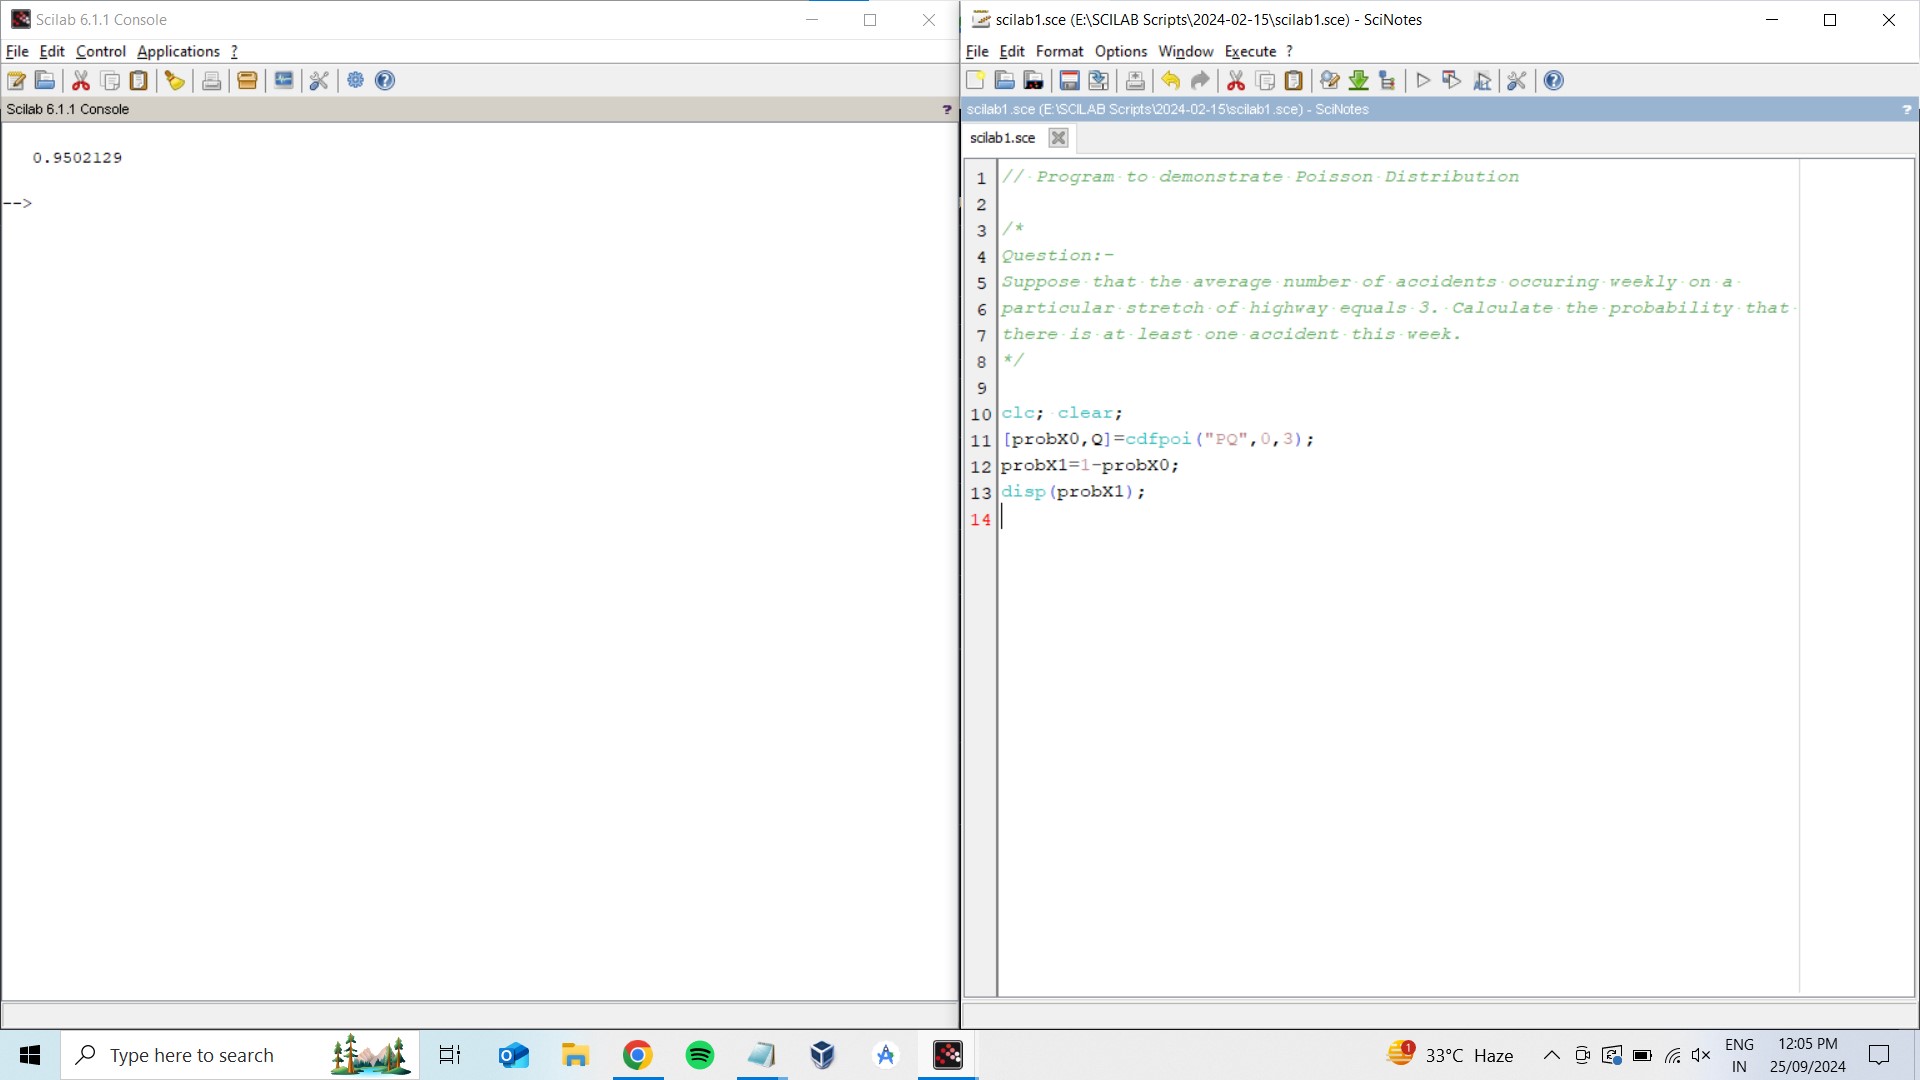 Scilab 6.1.1 Console
File Edit Control Applications ?
Scilab 6.1.1 Console ?
0.9502129
-->
scilab1.sce (E:\SCILAB Scripts\2024-02-15\scilab1.sce) - SciNotes
File Edit Format Options Window Execute ?
scilab1.sce (E:\SCILAB Scripts\2024-02-15\scilab1.sce) - SciNotes ?
scilab1.sce
1 // Program to demonstrate Poisson Distribution
2
3 /*
4 Question:-
5 Suppose that the average number of accidents occuring weekly on a
6 particular stretch of highway equals 3. Calculate the probability that
7 there is at least one accident this week.
8 */
9
10 clc; clear;
11 [probX0,Q]=cdfpoi("PQ",0,3);
12 probX1=1-probX0;
13 disp(probX1);
14
Type here to search
1 33°C Haze
ENG
IN
12:05 PM
25/09/2024